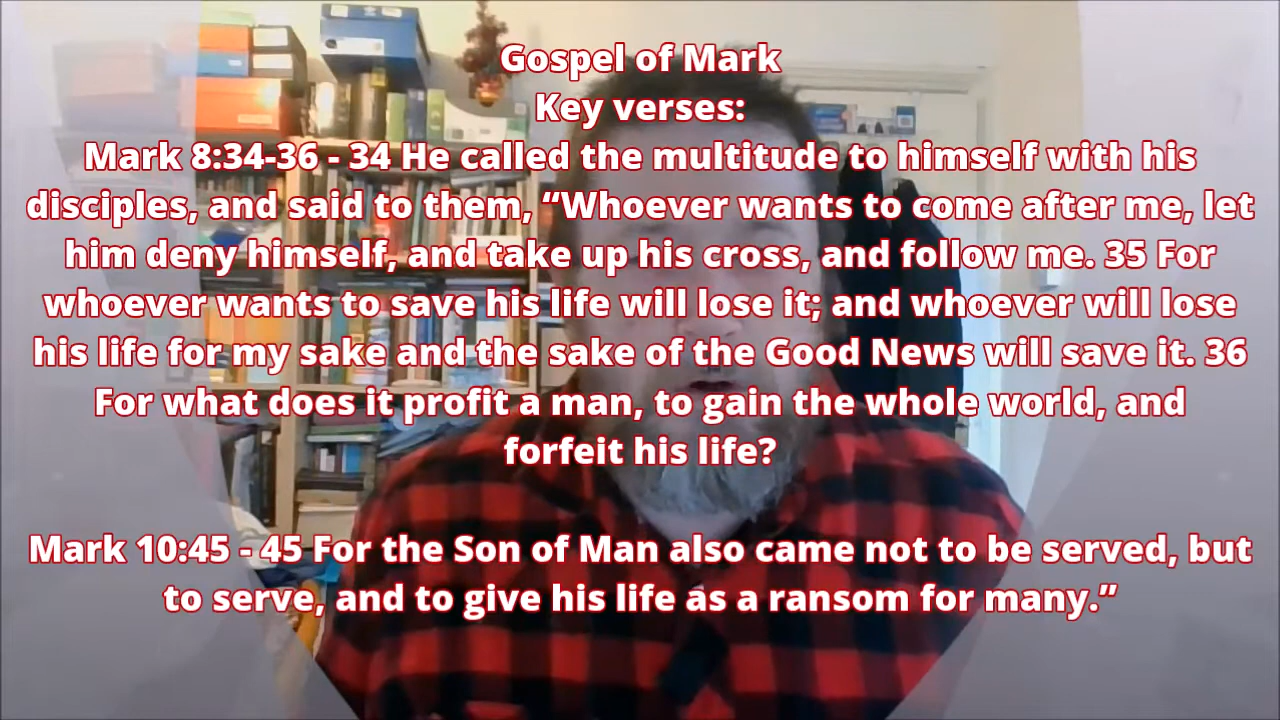 Gospel of Mark
Key verses:
Mark 8:34-36 - 34 He called the multitude to himself with his
disciples, and said to them, “Whoever wants to come after me, let
him deny himself, and take up his cross, and follow me. 35 For
whoever wants to save his life will lose it; and whoever will lose
his life for my sake and the sake of the Good News will save it. 36
For what does it profit a man, to gain the whole world, and
forfeit his life?
Mark 10:45 - 45 For the Son of Man also came not to be served, but
to serve, and to give his life as a ransom for many.”